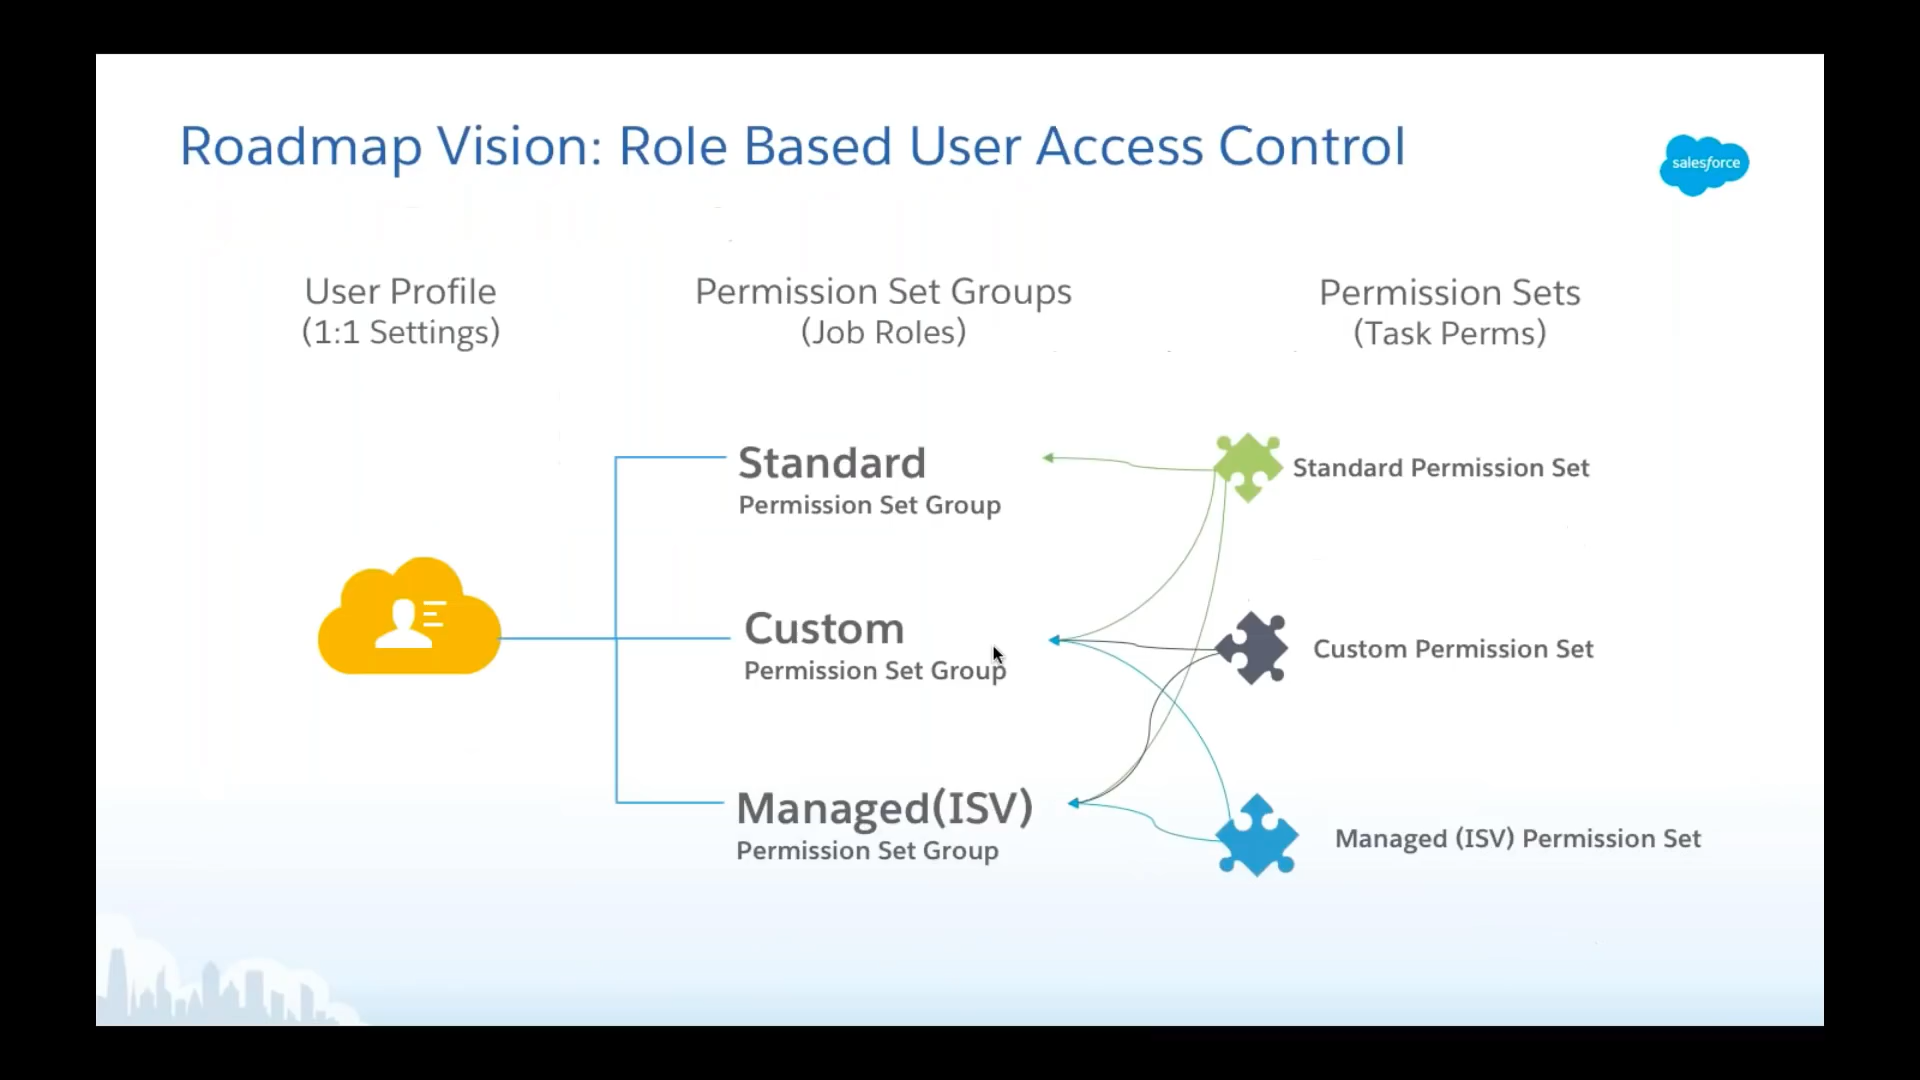 Roadmap Vision: Role Based User Access Control
salesforce
User Profile
(1:1 Settings)
Permission Set Groups
(Job Roles)
Permission Sets
(Task Perms)
Standard
Permission Set Group
Standard Permission Set
Custom
Permission Set Group
Custom Permission Set
Managed(ISV)
Permission Set Group
Managed (ISV) Permission Set